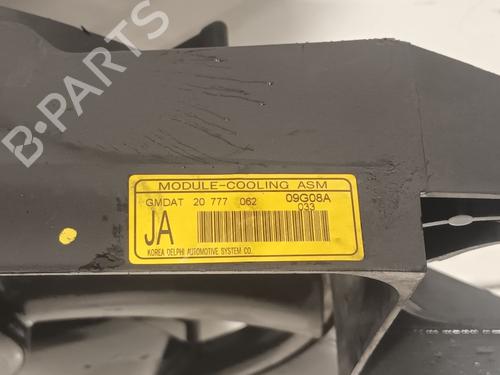 B-PARTS
MODULE-COOLING ASM
GMDAT 20 777 062 09G08A
033
JA
KOREA DELPHI AUTOMOTIVE SYSTEM CO.